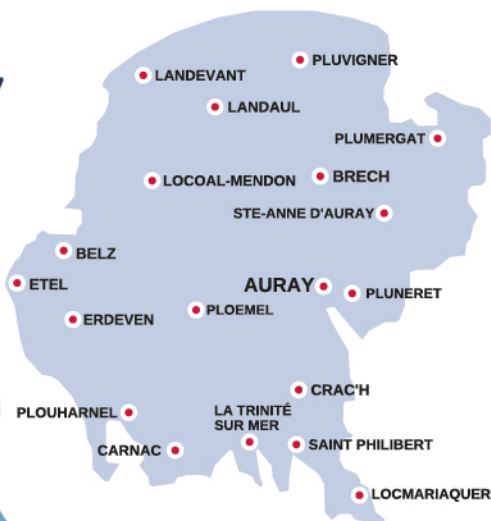 PLUVIGNER
LANDEVANT
LANDAUL
PLUMERGAT
LOCOAL-MENDON
BRECH
STE-ANNE D'AURAY
BELZ
ETEL
AURAY
PLUNERET
ERDEVEN
PLOEMEL
CRAC'H
PLOUHARNEL
LA TRINITÉ
SUR MER
CARNAC
SAINT PHILIBERT
LOCMARIAQUER